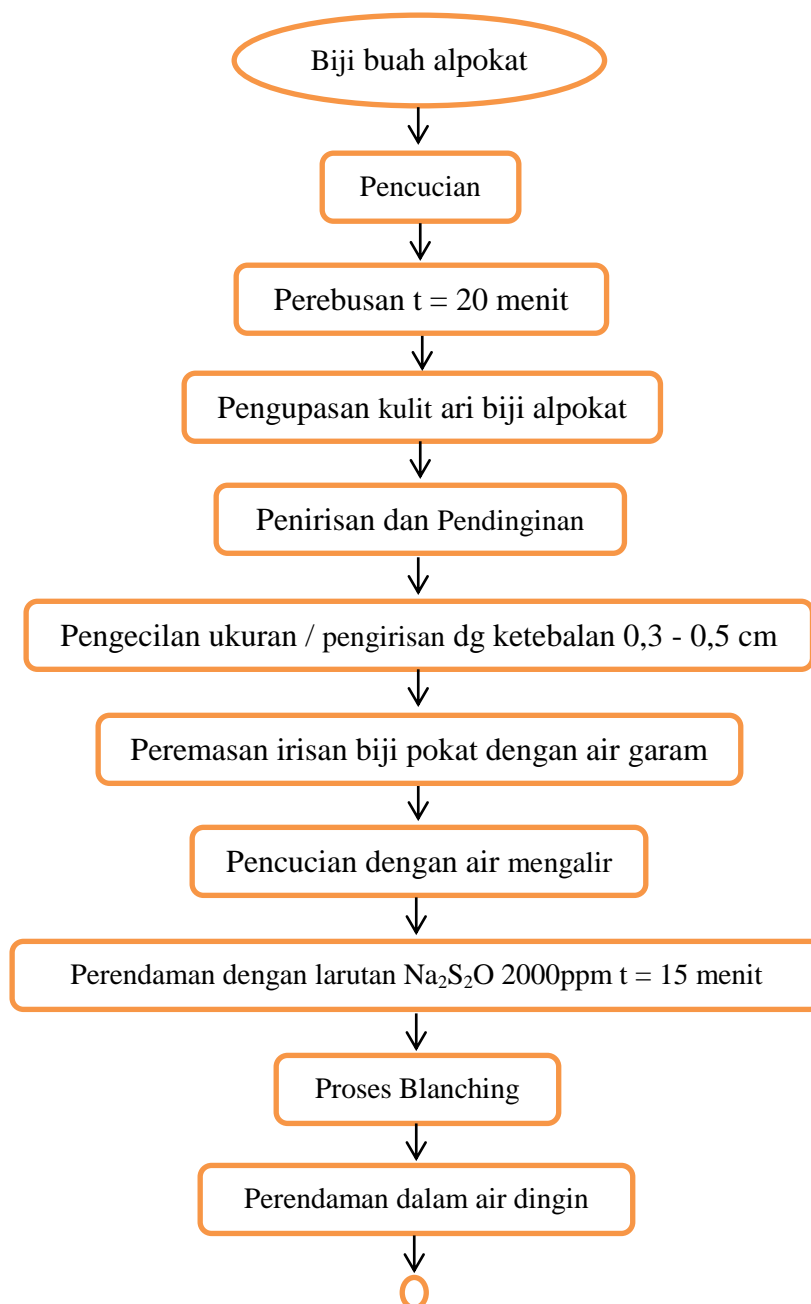 Biji buah alpokat
Pencucian
Perebusan t = 20 menit
Pengupasan kulit ari biji alpokat
Penirisan dan Pendinginan
Pengecilan ukuran / pengirisan dg ketebalan 0,3 - 0,5 cm
Peremasan irisan biji pokat dengan air garam
Pencucian dengan air mengalir
Perendaman dengan larutan Na₂S₂O 2000ppm t = 15 menit
Proses Blanching
Perendaman dalam air dingin